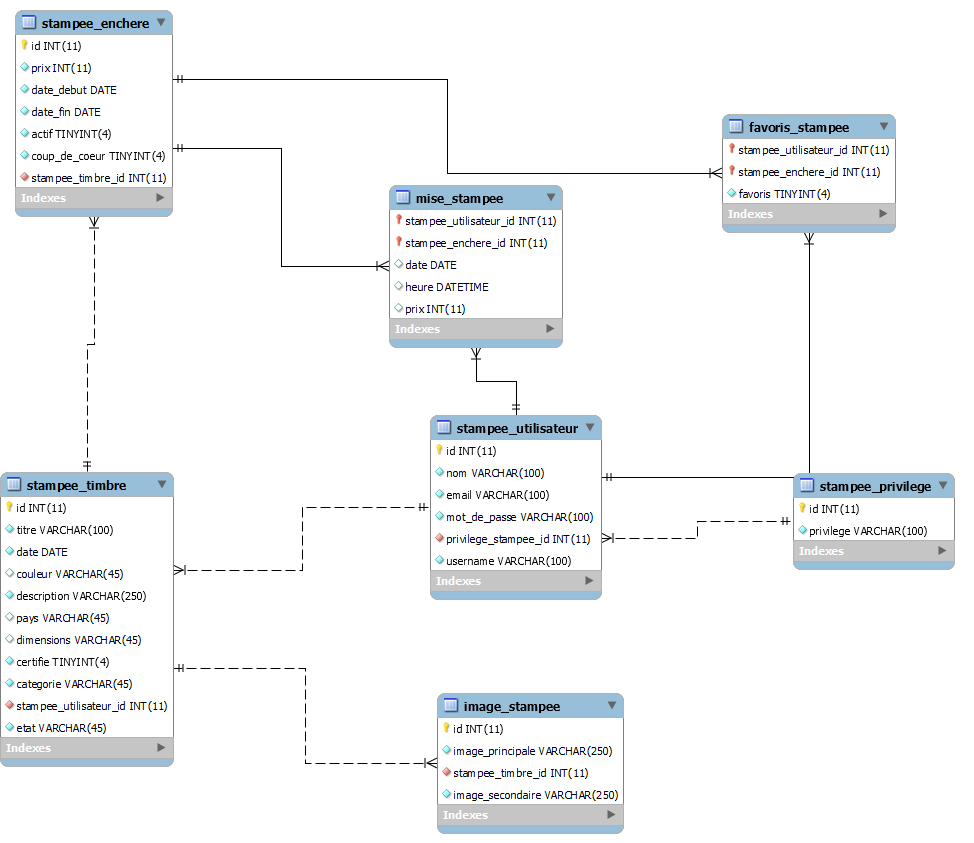 stampee_enchere
id INT(11)
prix INT(11)
date_debut DATE
date_fin DATE
actif TINYINT(4)
coup_de_coeur TINYINT(4)
stampee_timbre_id INT(11)
Indexes
favoris_stampee
stampee_utilisateur_id INT(11)
stampee_enchere_id INT(11)
favoris TINYINT(4)
Indexes
mise_stampee
stampee_utilisateur_id INT(11)
stampee_enchere_id INT(11)
date DATE
heure DATETIME
prix INT(11)
Indexes
stampee_utilisateur
id INT(11)
nom VARCHAR(100)
email VARCHAR(100)
mot_de_passe VARCHAR(100)
privilege_stampee_id INT(11)
username VARCHAR(100)
Indexes
stampee_privilege
id INT(11)
privilege VARCHAR(100)
Indexes
stampee_timbre
id INT(11)
titre VARCHAR(100)
date DATE
couleur VARCHAR(45)
description VARCHAR(250)
pays VARCHAR(45)
dimensions VARCHAR(45)
certifie TINYINT(4)
categorie VARCHAR(45)
stampee_utilisateur_id INT(11)
etat VARCHAR(45)
Indexes
image_stampee
id INT(11)
image_principale VARCHAR(250)
stampee_timbre_id INT(11)
image_secondaire VARCHAR(250)
Indexes